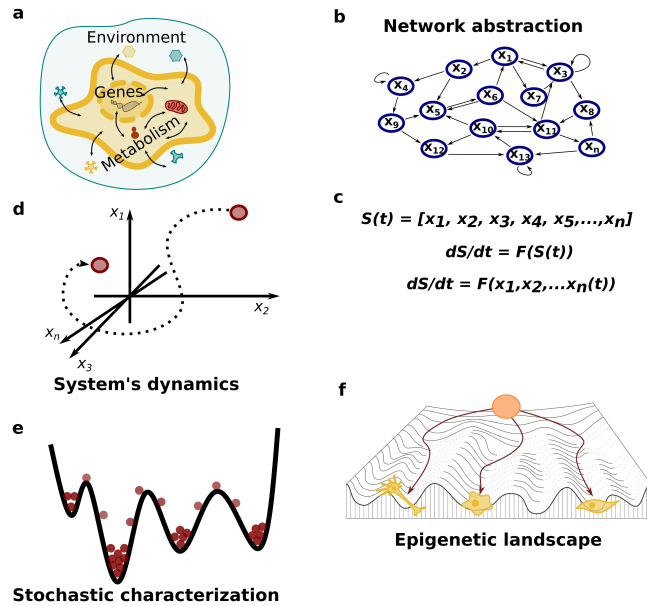 a
Environment
Genes
Metabolism
b
Network abstraction
x1
x2
x3
x4
x6
x7
x5
x8
x9
x10
x11
x12
x13
xn
c
S(t) = [x1, x2, x3, x4, x5,...,xn]
dS/dt = F(S(t))
dS/dt = F(x1,x2,...xn(t))
d
x1
x2
xn
x3
System's dynamics
e
Stochastic characterization
f
Epigenetic landscape